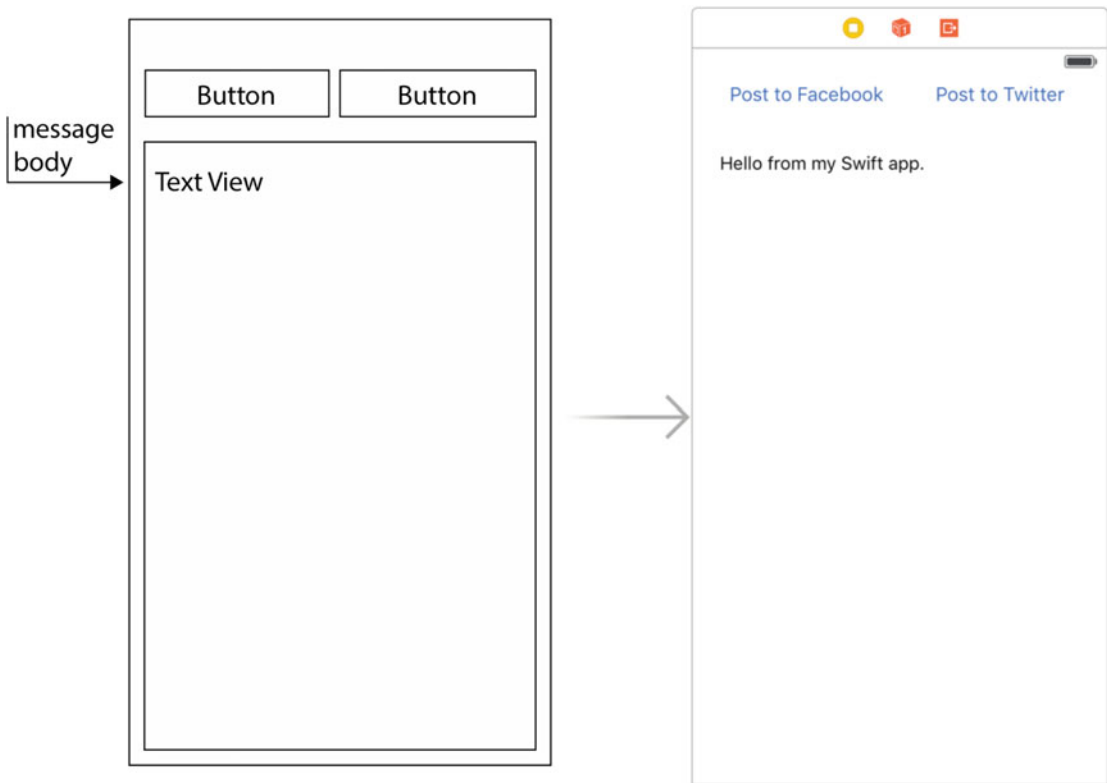 Button
Button
message
body
Text View
Post to Facebook
Post to Twitter
Hello from my Swift app.